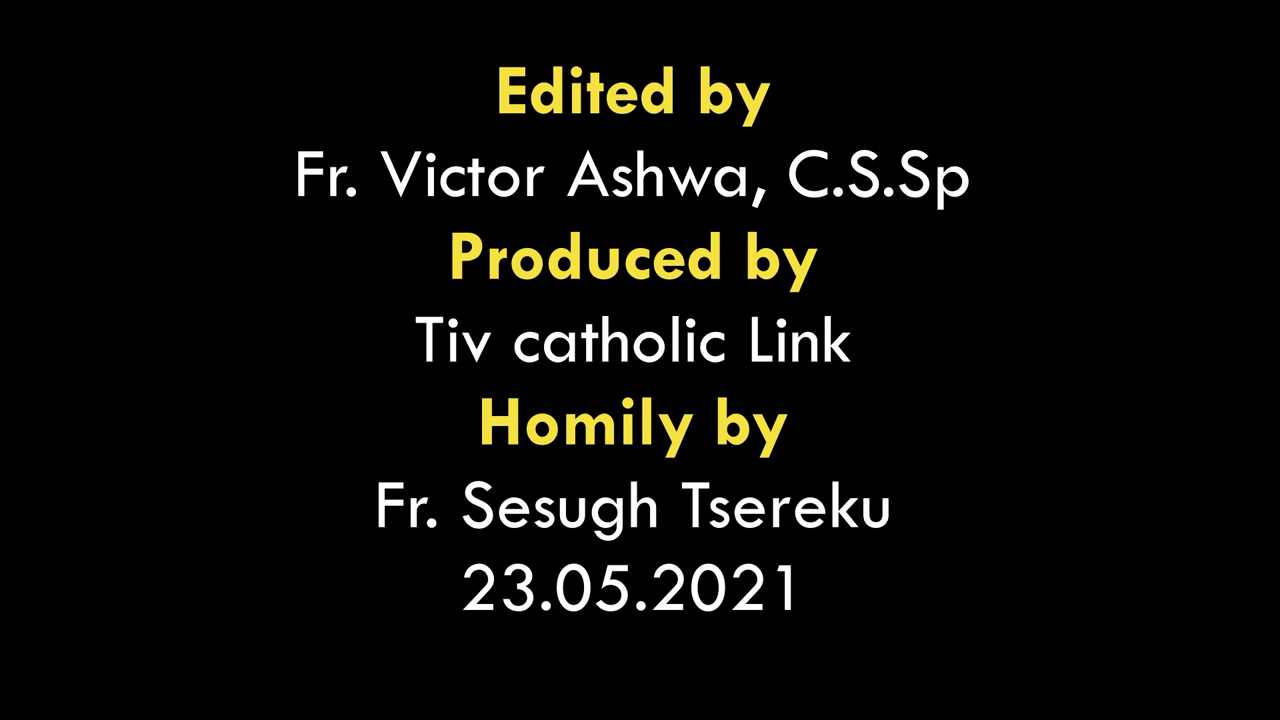 Edited by
Fr. Victor Ashwa, C.S.Sp
Produced by
Tiv catholic Link
Homily by
Fr. Sesugh Tsereku
23.05.2021